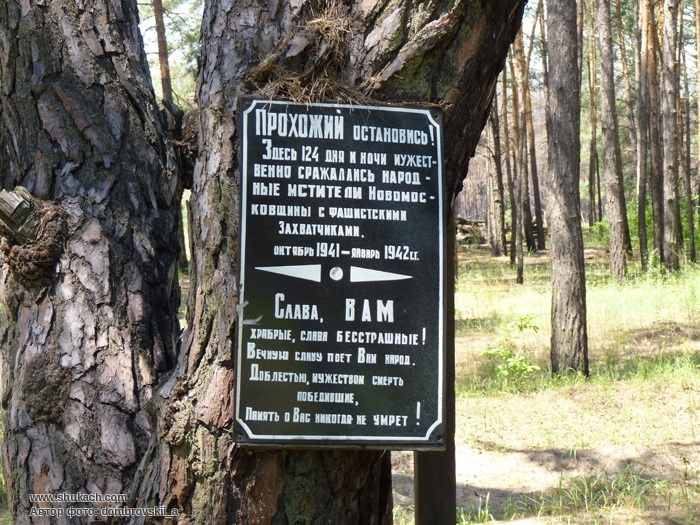 Прохожий остановись!
Здесь 124 дня и ночи мужест-
венно сражались народ-
ные мстители Новомос-
ковщины с фашистскими
захватчиками.
октябрь 1941 – январь 1942 г.г.
Слава, ВАМ
храбрые, слава бесстрашные!
Вечную славу поет Вам народ.
Доблестью, мужеством смерть
победившие,
Память о Вас никогда не умрет!
www.shukach.com
Автор фото: dombrovskii_a